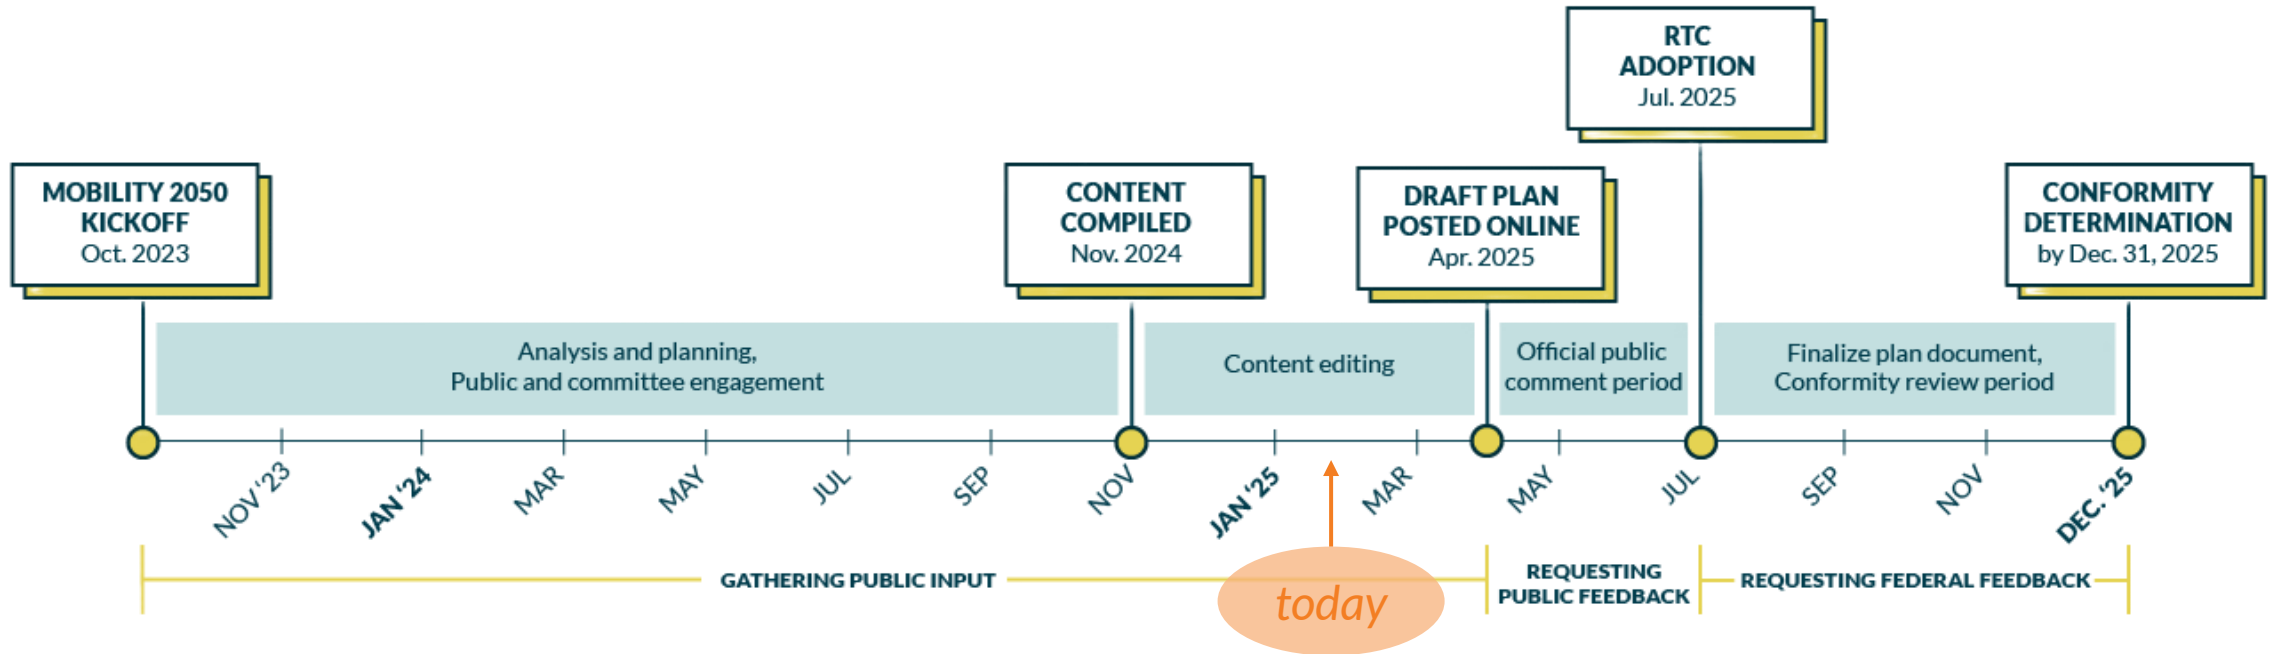 MOBILITY 2050
KICKOFF
Oct. 2023
CONTENT
COMPILED
Nov. 2024
DRAFT PLAN
POSTED ONLINE
Apr. 2025
RTC
ADOPTION
Jul. 2025
CONFORMITY
DETERMINATION
by Dec. 31, 2025
Analysis and planning,
Public and committee engagement
Content editing
Official public
comment period
Finalize plan document,
Conformity review period
NOV ‘23
JAN ‘24
MAR
MAY
JUL
SEP
NOV
JAN ‘25
MAR
MAY
JUL
SEP
NOV
DEC. ‘25
GATHERING PUBLIC INPUT
today
REQUESTING
PUBLIC FEEDBACK
REQUESTING FEDERAL FEEDBACK